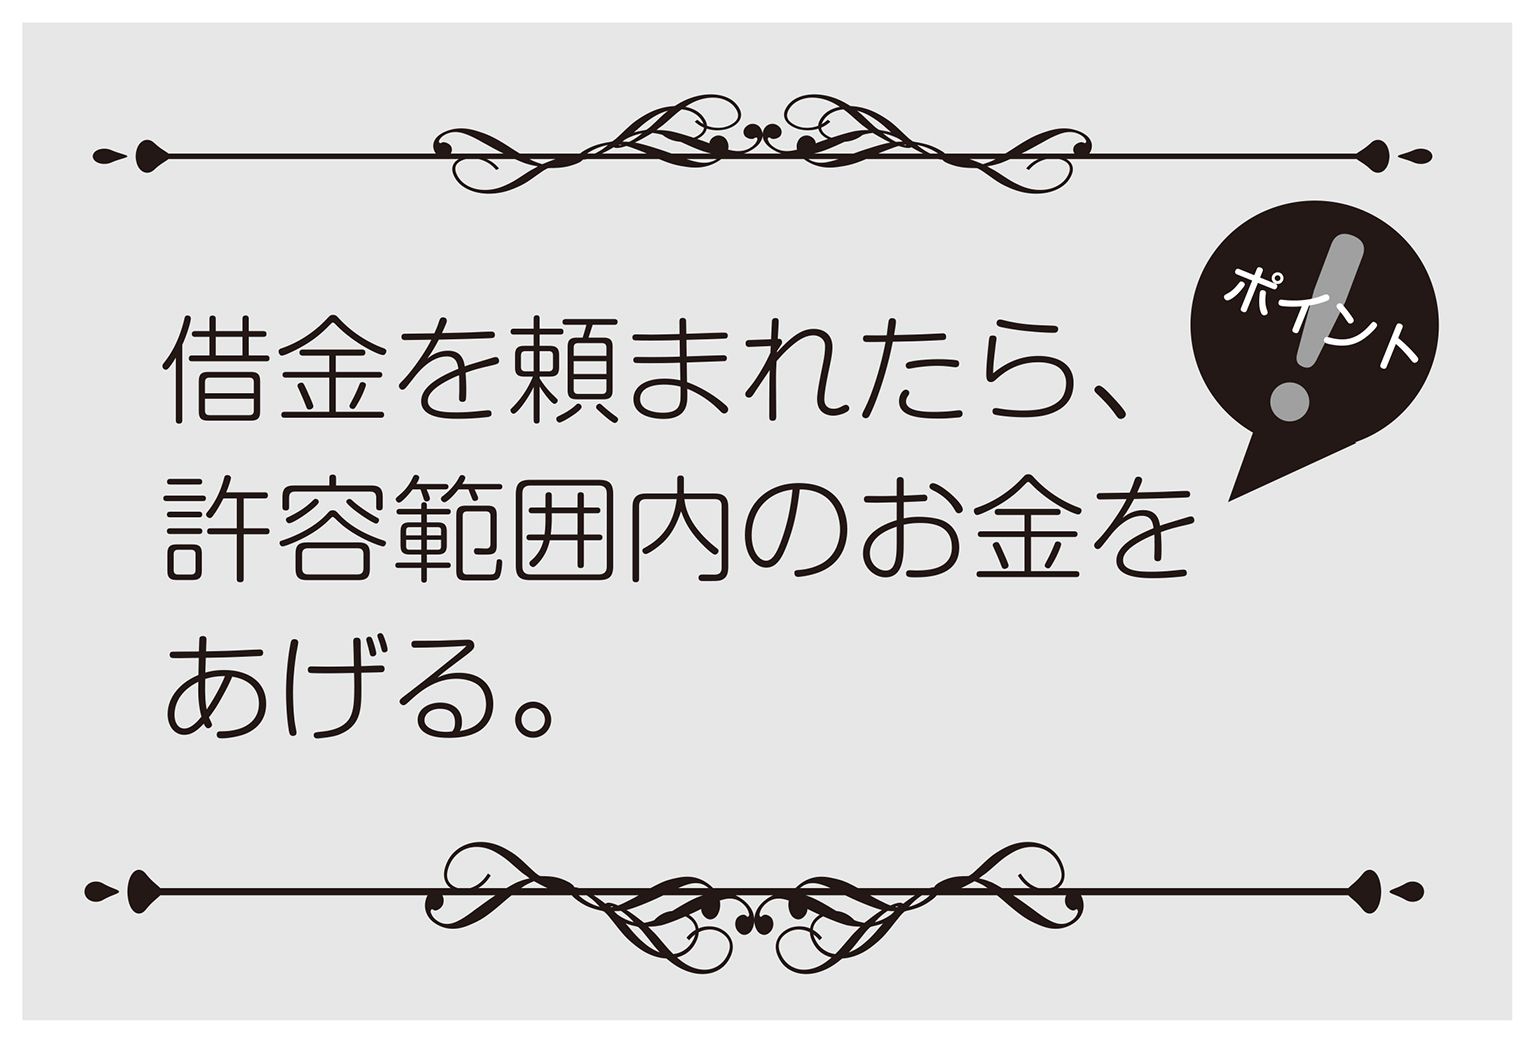 ポイント
借金を頼まれたら、
許容範囲内のお金を
あげる。